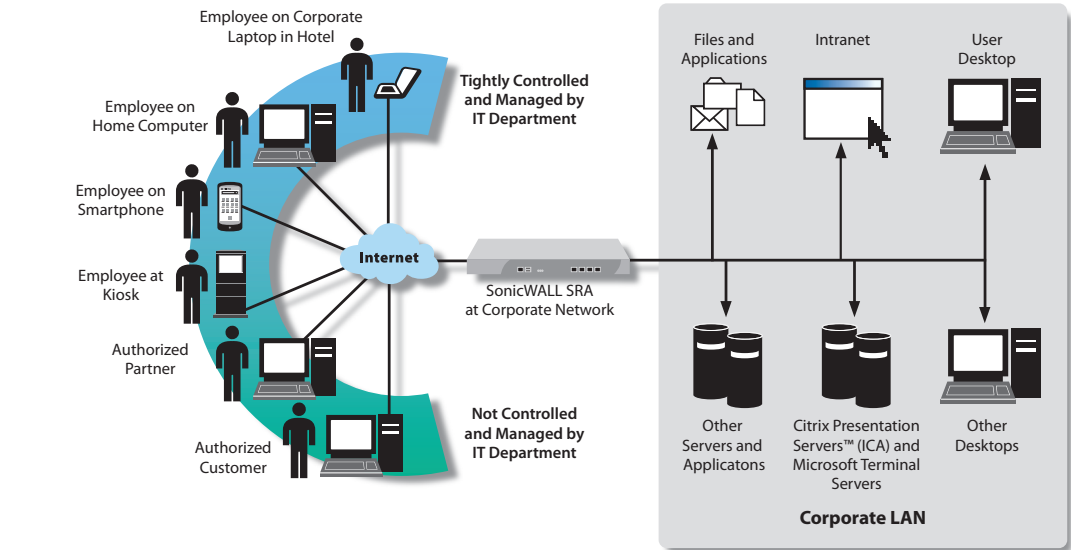 Employee on Corporate
Laptop in Hotel
Tightly Controlled
and Managed by
IT Department
Employee on
Home Computer
Employee on
Smartphone
Employee at
Kiosk
Authorized
Partner
Authorized
Customer
Not Controlled
and Managed by
IT Department
Internet
SonicWALL SRA
at Corporate Network
Files and
Applications
Intranet
User
Desktop
Other
Servers and
Applicatons
Citrix Presentation
Servers™ (ICA) and
Microsoft Terminal
Servers
Other
Desktops
Corporate LAN